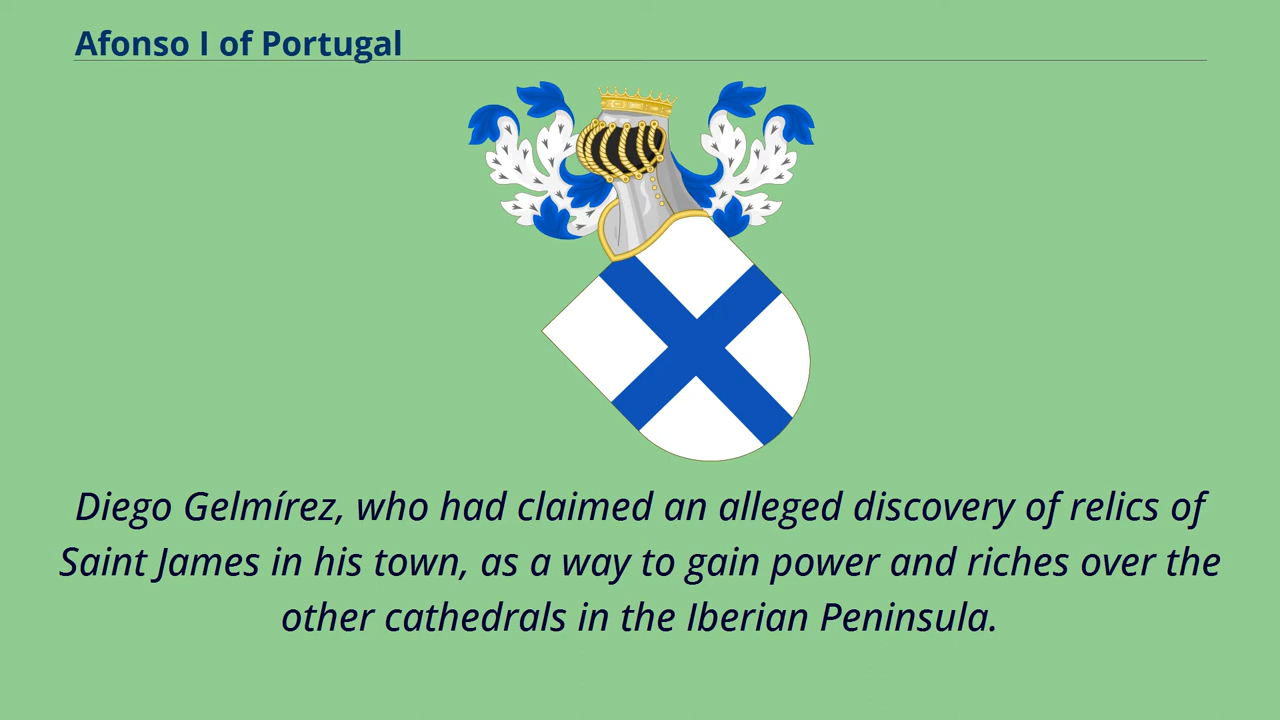 Afonso I of Portugal
Diego Gelmírez, who had claimed an alleged discovery of relics of
Saint James in his town, as a way to gain power and riches over the
other cathedrals in the Iberian Peninsula.